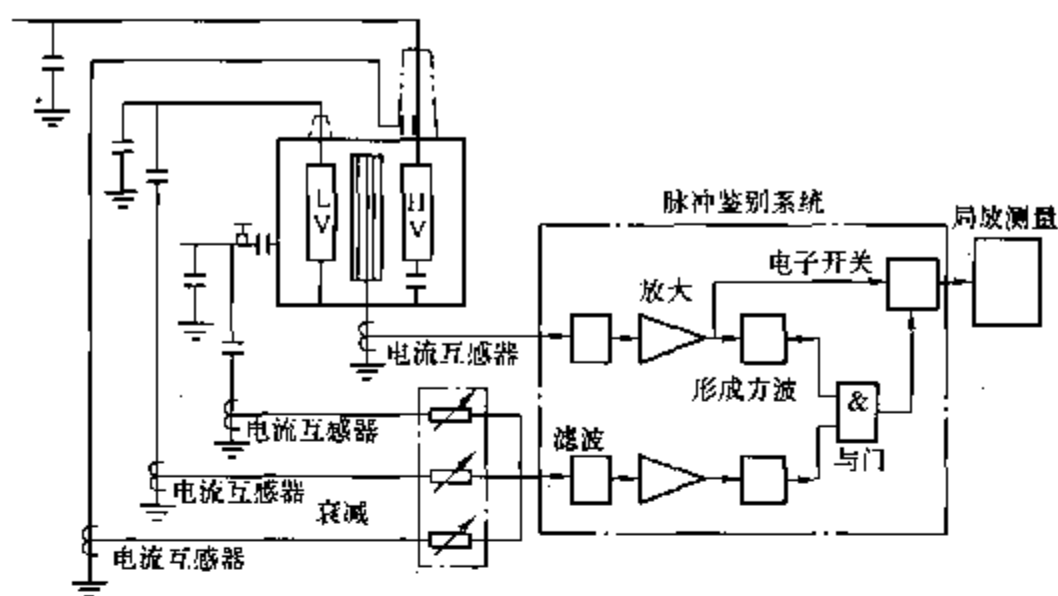 脉冲鉴别系统
局放测量
电子开关
放大
L
V
H
V
电流互感器
形成方波
&
与门
电流互感器
滤波
电流互感器
衰减
电流互感器